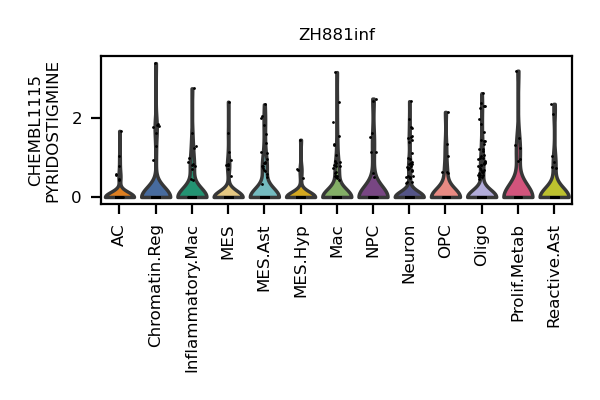 ZH881inf
CHEMBL1115
PYRIDOSTIGMINE
2
0
AC
Chromatin.Reg
Inflammatory.Mac
MES
MES.Ast
MES.Hyp
Mac
NPC
Neuron
OPC
Oligo
Prolif.Metab
Reactive.Ast